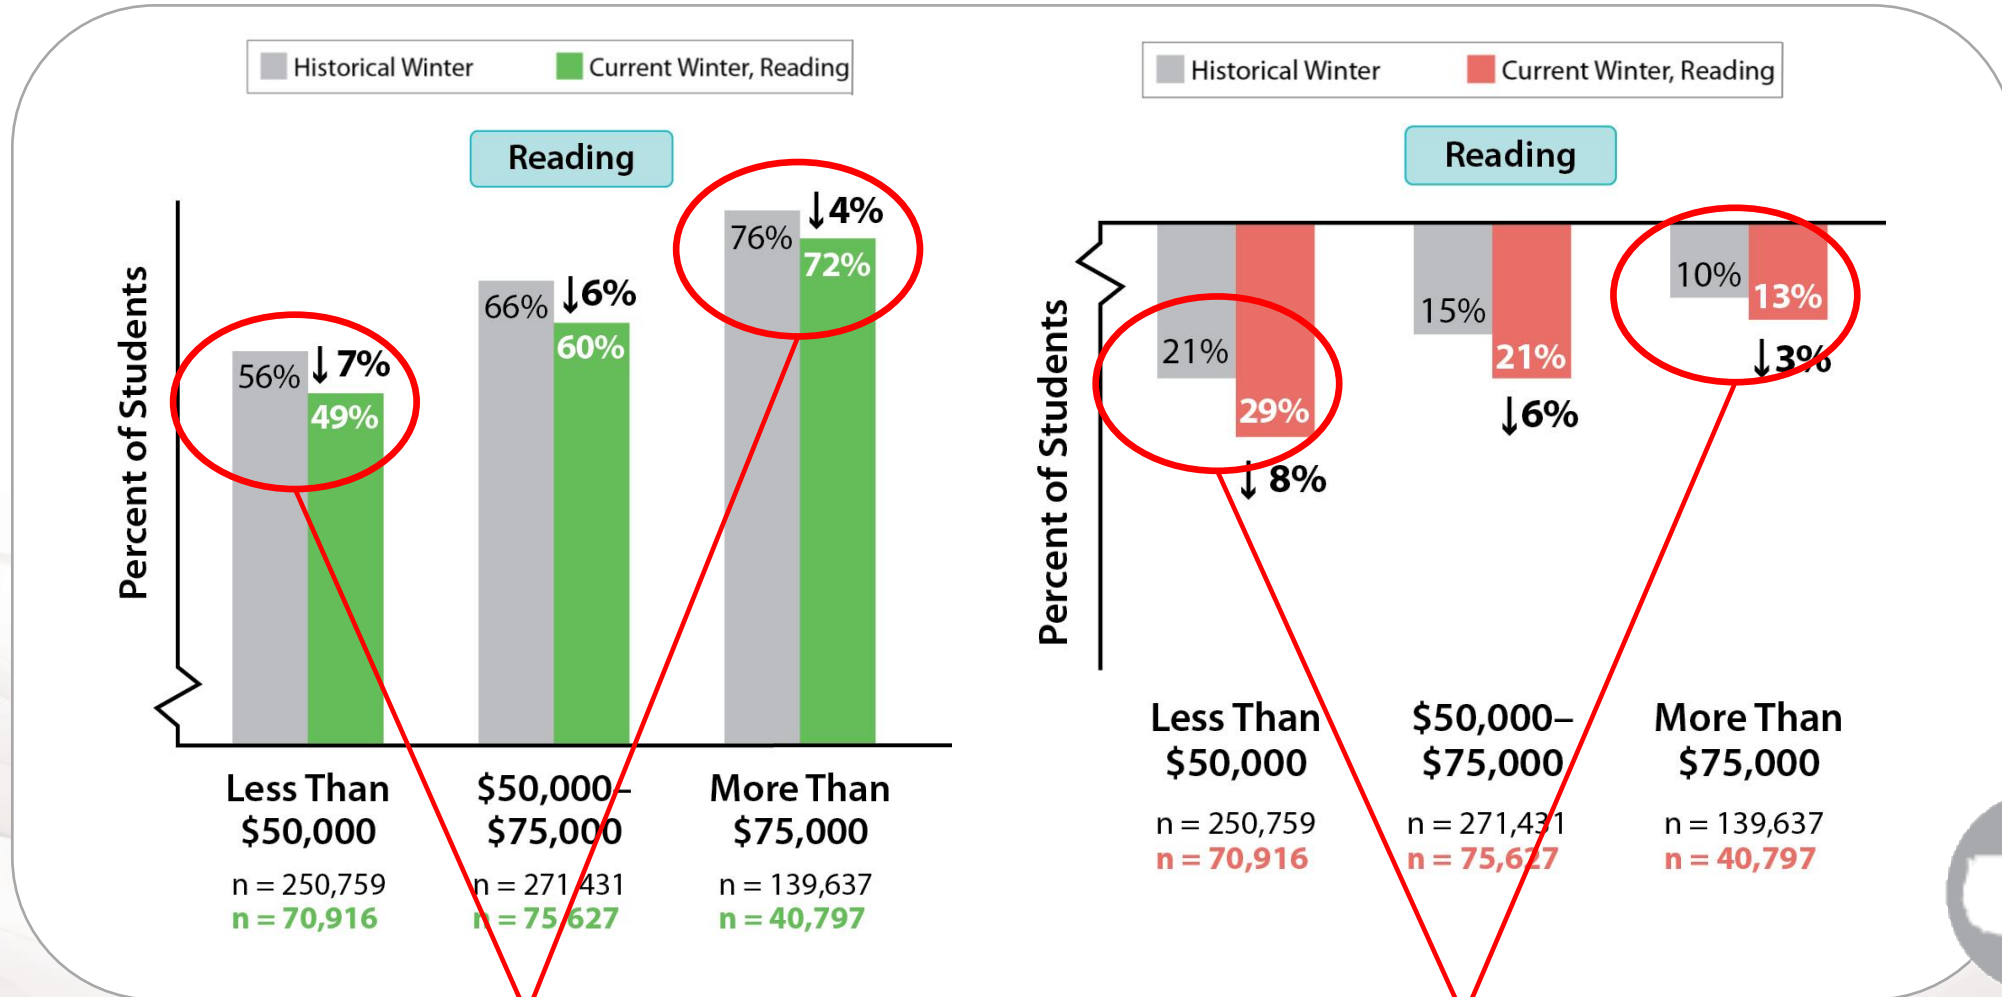 Historical Winter
Current Winter, Reading
Reading
Percent of Students
56%
↓7%
49%
66%
↓6%
60%
76%
↓4%
72%
Less Than
$50,000
n = 250,759
n = 70,916
$50,000–
$75,000
n = 271,431
n = 75,627
More Than
$75,000
n = 139,637
n = 40,797
Historical Winter
Current Winter, Reading
Reading
Percent of Students
21%
29%
↓ 8%
15%
21%
↓6%
10%
13%
↓3%
Less Than
$50,000
n = 250,759
n = 70,916
$50,000–
$75,000
n = 271,431
n = 75,627
More Than
$75,000
n = 139,637
n = 40,797